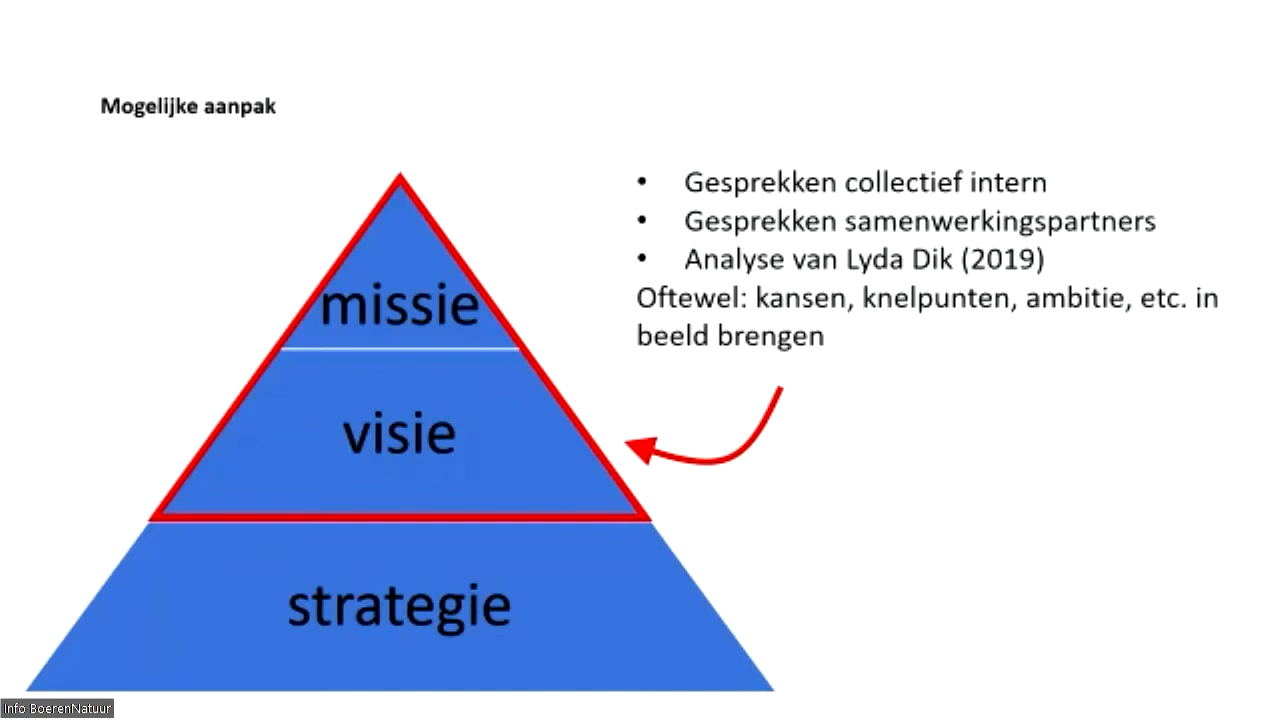 Mogelijke aanpak
• Gesprekken collectief intern
• Gesprekken samenwerkingspartners
• Analyse van Lyda Dik (2019)
Oftewel: kansen, knelpunten, ambitie, etc. in
beeld brengen
missie
visie
strategie
Info BoerenNatuur